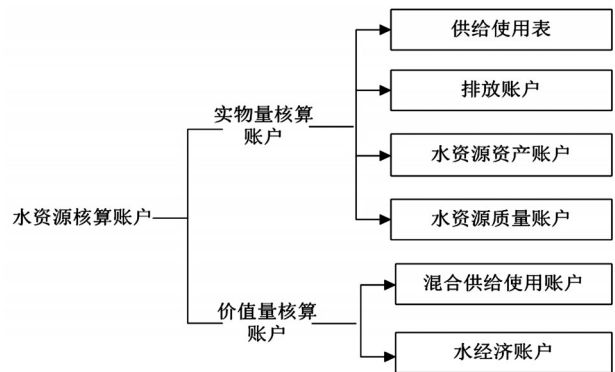 水资源核算账户
实物量核算
账户
供给使用表
排放账户
水资源资产账户
水资源质量账户
价值量核算
账户
混合供给使用账户
水经济账户